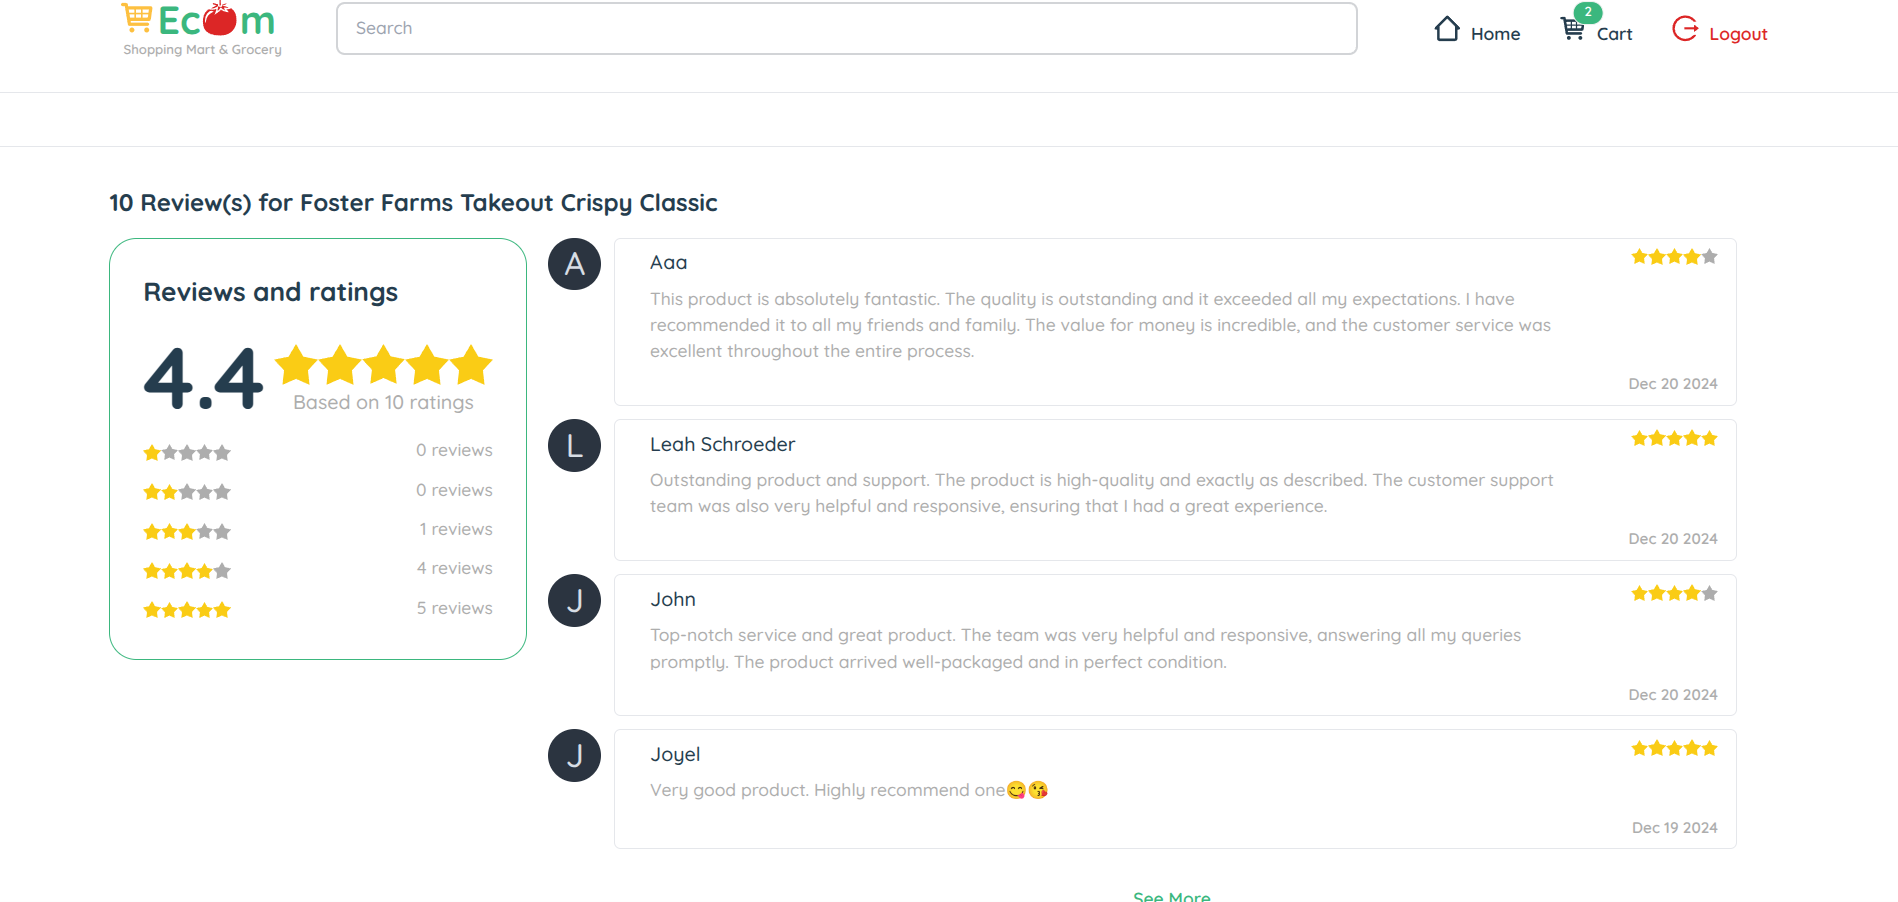 Ecom
Shopping Mart & Grocery
Search
Home
2
Cart
Logout
10 Review(s) for Foster Farms Takeout Crispy Classic
Reviews and ratings
4.4
Based on 10 ratings
0 reviews
0 reviews
1 reviews
4 reviews
5 reviews
A
Aaa
This product is absolutely fantastic. The quality is outstanding and it exceeded all my expectations. I have
recommended it to all my friends and family. The value for money is incredible, and the customer service was
excellent throughout the entire process.
Dec 20 2024
L
Leah Schroeder
Outstanding product and support. The product is high-quality and exactly as described. The customer support
team was also very helpful and responsive, ensuring that I had a great experience.
Dec 20 2024
J
John
Top-notch service and great product. The team was very helpful and responsive, answering all my queries
promptly. The product arrived well-packaged and in perfect condition.
Dec 20 2024
J
Joyel
Very good product. Highly recommend one😋😘
Dec 19 2024
See More